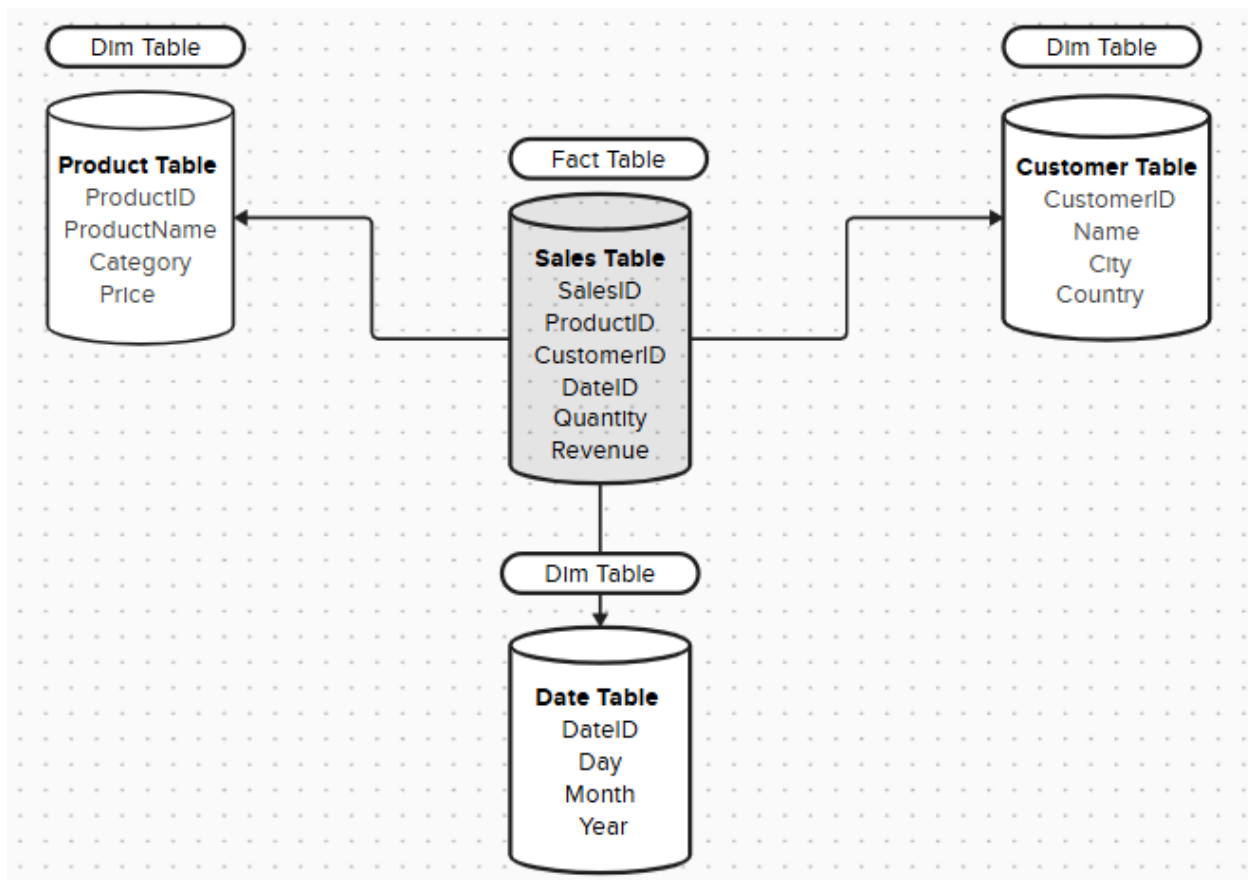 Dim Table
Product Table
ProductID
ProductName
Category
Price
Fact Table
Sales Table
SalesID
ProductID
CustomerID
DateID
Quantity
Revenue
Dim Table
Customer Table
CustomerID
Name
City
Country
Dim Table
Date Table
DateID
Day
Month
Year